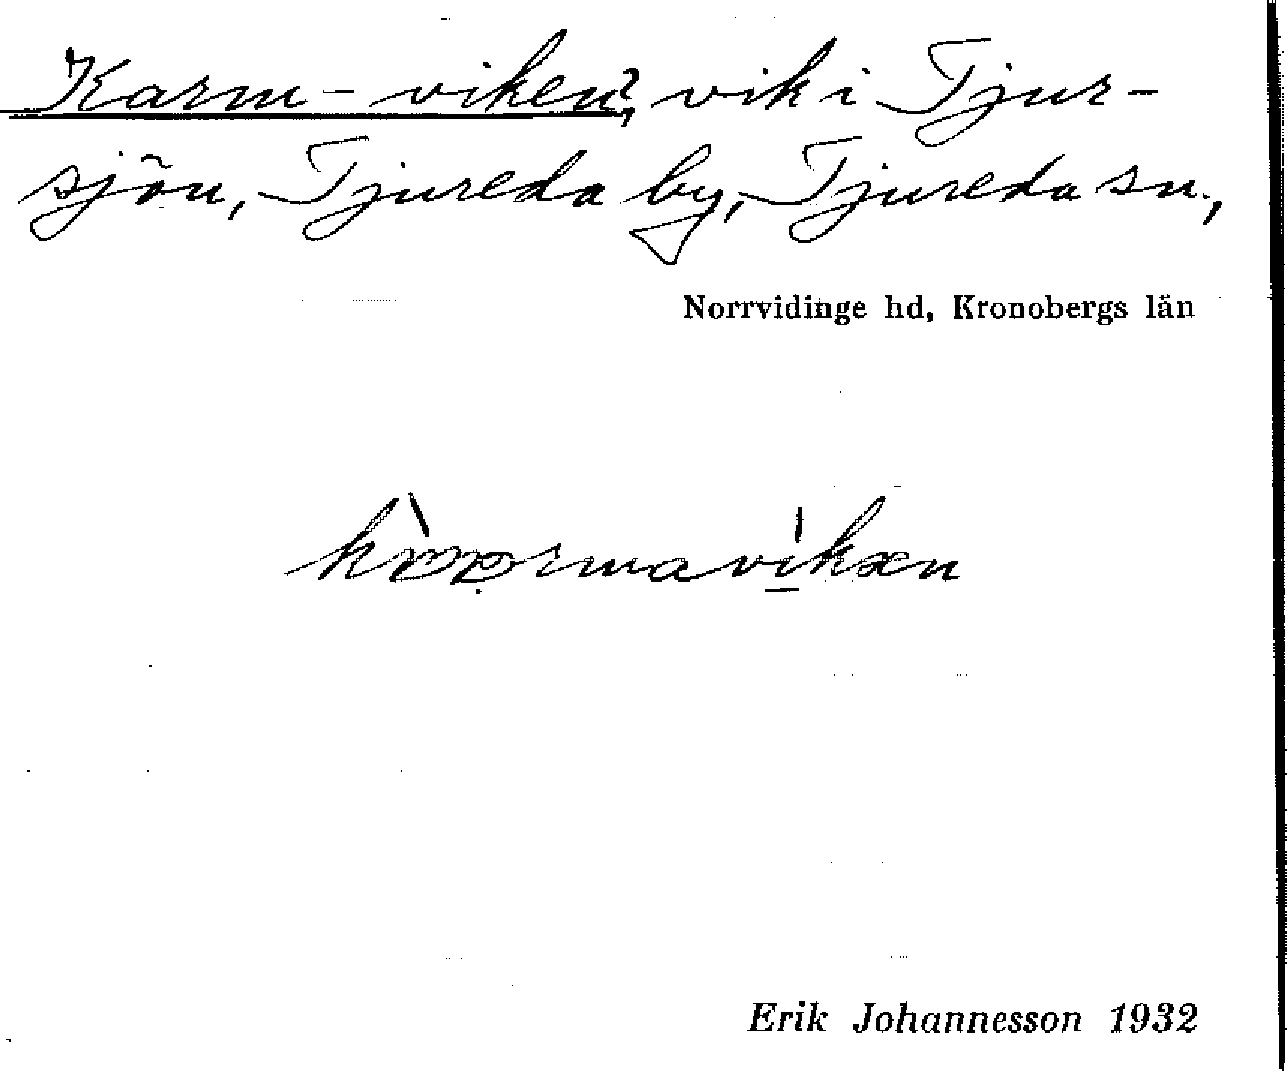 Karm-viken?, vik i Tjur-
sjön, Tjureda by, Tjureda sn.,
Norrvidinge hd, Kronobergs län
Erik Johannesson 1932